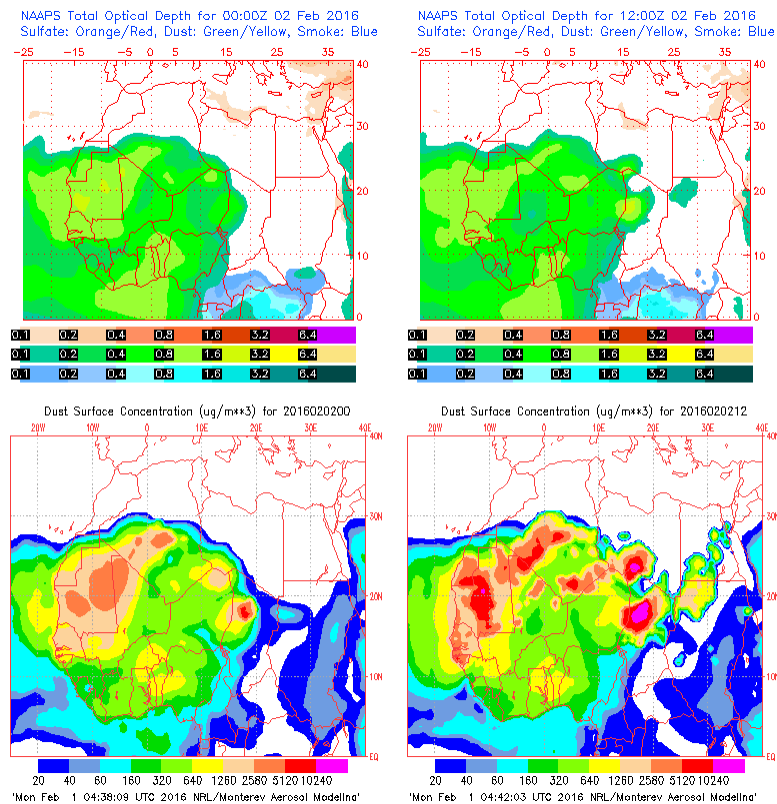 NAAPS Total Optical Depth for 00:00Z 02 Feb 2016
Sulfate: Orange/Red, Dust: Green/Yellow, Smoke: Blue
-25 -15 -5 5 15 25 35
40
30
20
10
0
0.1 0.2 0.4 0.8 1.6 3.2 6.4
0.1 0.2 0.4 0.8 1.6 3.2 6.4
0.1 0.2 0.4 0.8 1.6 3.2 6.4
NAAPS Total Optical Depth for 12:00Z 02 Feb 2016
Sulfate: Orange/Red, Dust: Green/Yellow, Smoke: Blue
-25 -15 -5 5 15 25 35
40
30
20
10
0
0.1 0.2 0.4 0.8 1.6 3.2 6.4
0.1 0.2 0.4 0.8 1.6 3.2 6.4
0.1 0.2 0.4 0.8 1.6 3.2 6.4
Dust Surface Concentration (ug/m**3) for 2016020200
20W 10W 0 10E 20E 30E 40E
40N
30N
20N
10N
EQ
20 40 60 160 320 640 1260 2580 5120 10240
'Mon Feb 1 04:38:09 UTC 2016 NRL/Monterey Aerosol Modelling'
Dust Surface Concentration (ug/m**3) for 2016020212
20W 10W 0 10E 20E 30E 40E
40N
30N
20N
10N
EQ
20 40 60 160 320 640 1260 2580 5120 10240
'Mon Feb 1 04:42:03 UTC 2016 NRL/Monterey Aerosol Modelling'